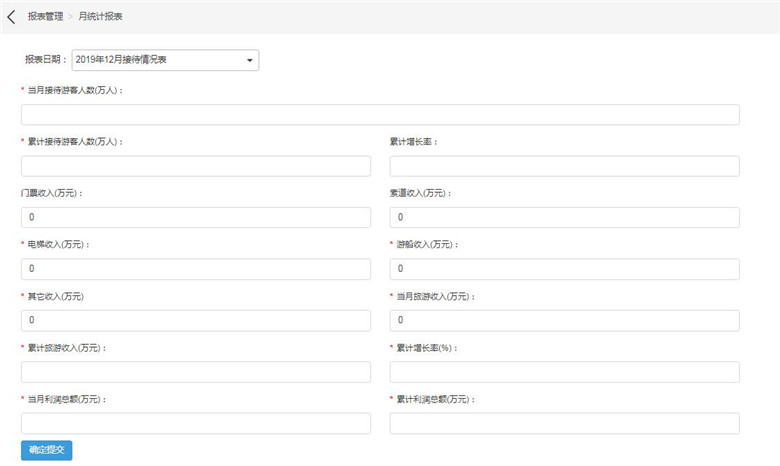 报表管理 > 月统计报表
报表日期： 2019年12月接待情况表
* 当月接待游客人数(万人)：
* 累计接待游客人数(万人)： 累计增长率：
门票收入(万元)： 索道收入(万元)：
0 0
* 电梯收入(万元)： * 游船收入(万元)：
0 0
* 其它收入(万元) * 当月旅游收入(万元)：
0 0
* 累计旅游收入(万元)： * 累计增长率(%)：
* 当月利润总额(万元)： * 累计利润总额(万元)：
确定提交